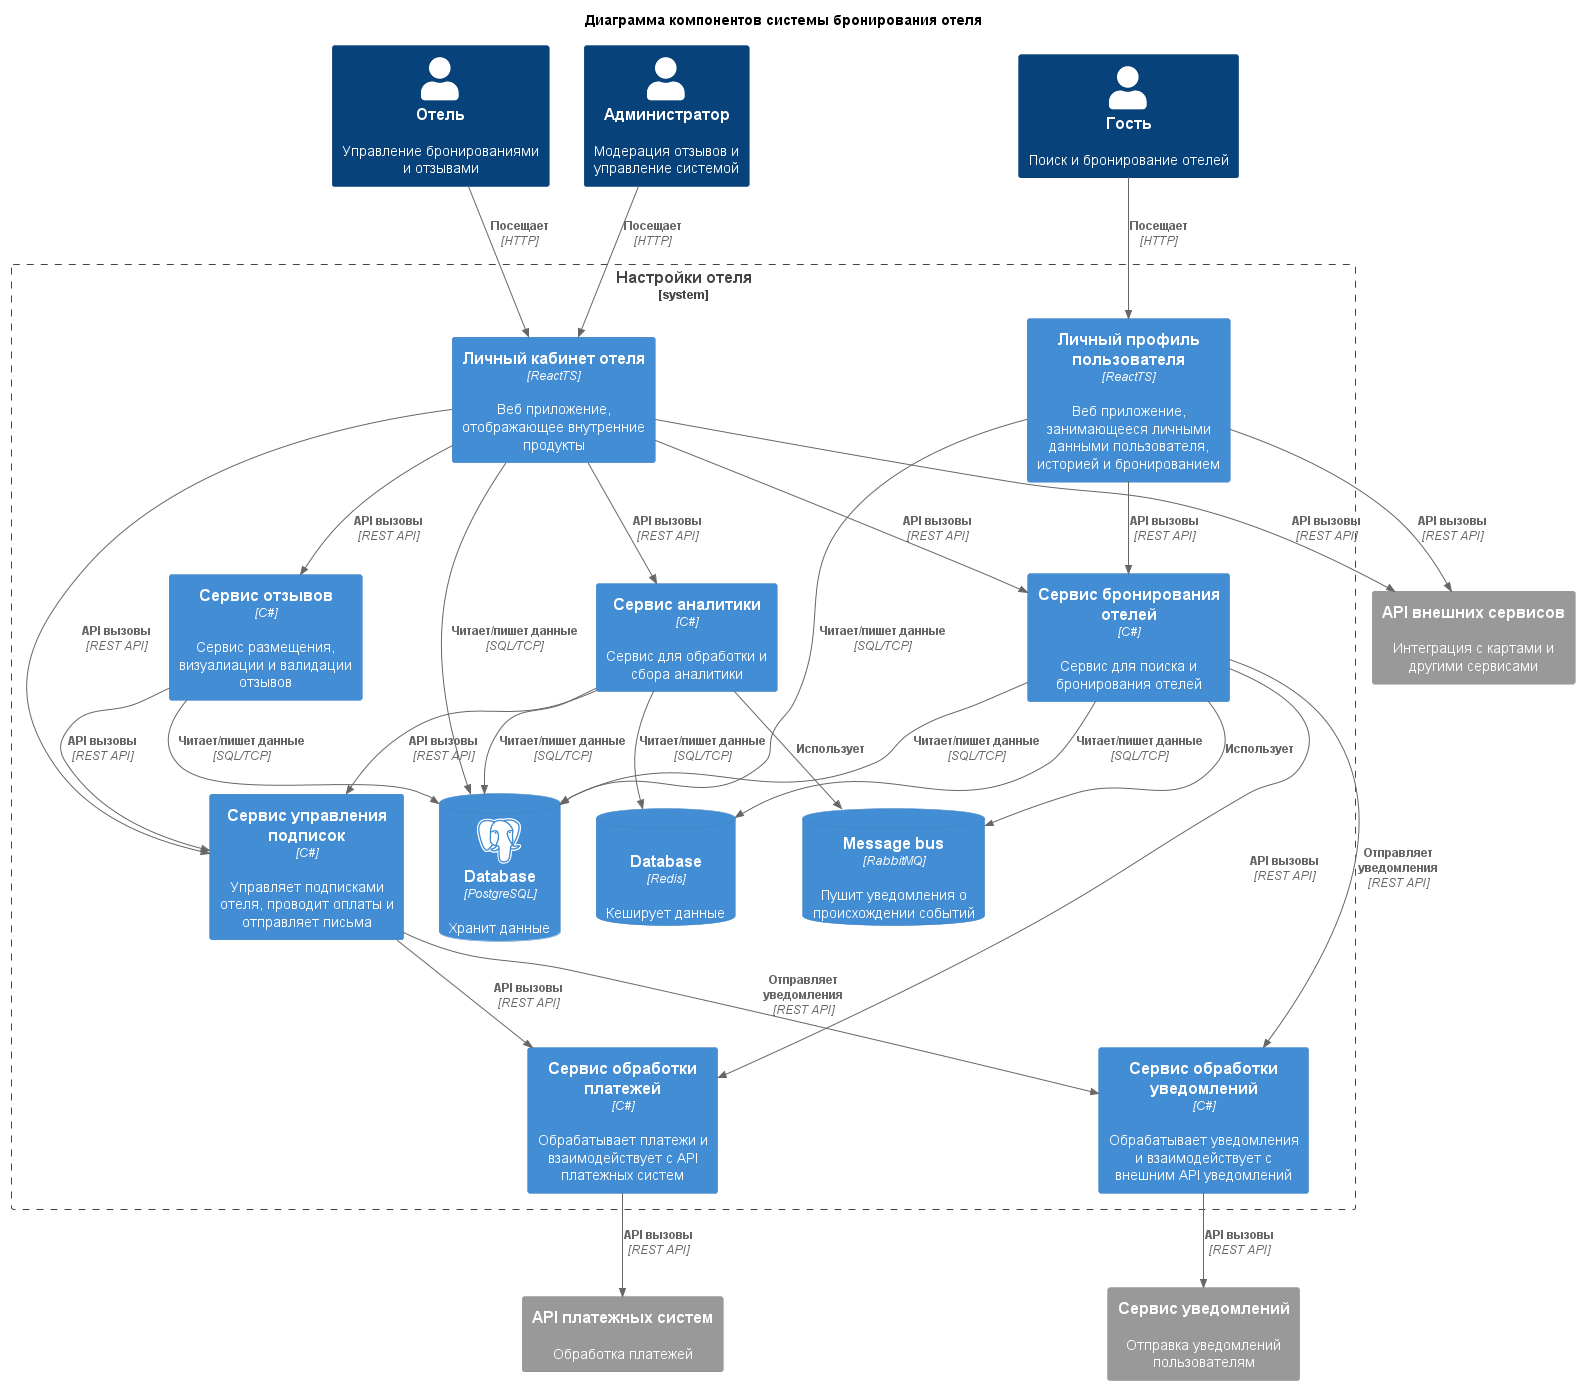 Диаграмма компонентов системы бронирования отеля
Отель
Управление бронированиями
и отзывами
Администратор
Модерация отзывов и
управление системой
Гость
Поиск и бронирование отелей
Посещает
[HTTP]
Посещает
[HTTP]
Посещает
[HTTP]
Настройки отеля
[system]
Личный кабинет отеля
[ReactTS]
Веб приложение,
отображающее внутренние
продукты
Личный профиль
пользователя
[ReactTS]
Веб приложение,
занимающееся личными
данными пользователя,
историей и бронированием
API вызовы
[REST API]
API вызовы
[REST API]
API вызовы
[REST API]
API вызовы
[REST API]
API вызовы
[REST API]
API вызовы
[REST API]
Сервис отзывов
[C#]
Сервис размещения,
визуалиации и валидации
отзывов
Сервис аналитики
[C#]
Сервис для обработки и
сбора аналитики
Сервис бронирования
отелей
[C#]
Сервис для поиска и
бронирования отелей
API внешних сервисов
Интеграция с картами и
другими сервисами
API вызовы
[REST API]
Читает/пишет данные
[SQL/TCP]
Читает/пишет данные
[SQL/TCP]
API вызовы
[REST API]
Читает/пишет данные
[SQL/TCP]
API вызовы
[REST API]
Читает/пишет данные
[SQL/TCP]
Читает/пишет данные
[SQL/TCP]
Использует
Читает/пишет данные
[SQL/TCP]
Читает/пишет данные
[SQL/TCP]
Использует
Сервис управления
подписок
[C#]
Управляет подписками
отеля, проводит оплаты и
отправляет письма
Database
[PostgreSQL]
Хранит данные
Database
[Redis]
Кеширует данные
Message bus
[RabbitMQ]
Пушит уведомления о
происхождении событий
API вызовы
[REST API]
Отправляет
уведомления
[REST API]
API вызовы
[REST API]
Отправляет
уведомления
[REST API]
Сервис обработки
платежей
[C#]
Обрабатывает платежи и
взаимодействует с API
платежных систем
Сервис обработки
уведомлений
[C#]
Обрабатывает уведомления
и взаимодействует с
внешним API уведомлений
API вызовы
[REST API]
API вызовы
[REST API]
API платежных систем
Обработка платежей
Сервис уведомлений
Отправка уведомлений
пользователям